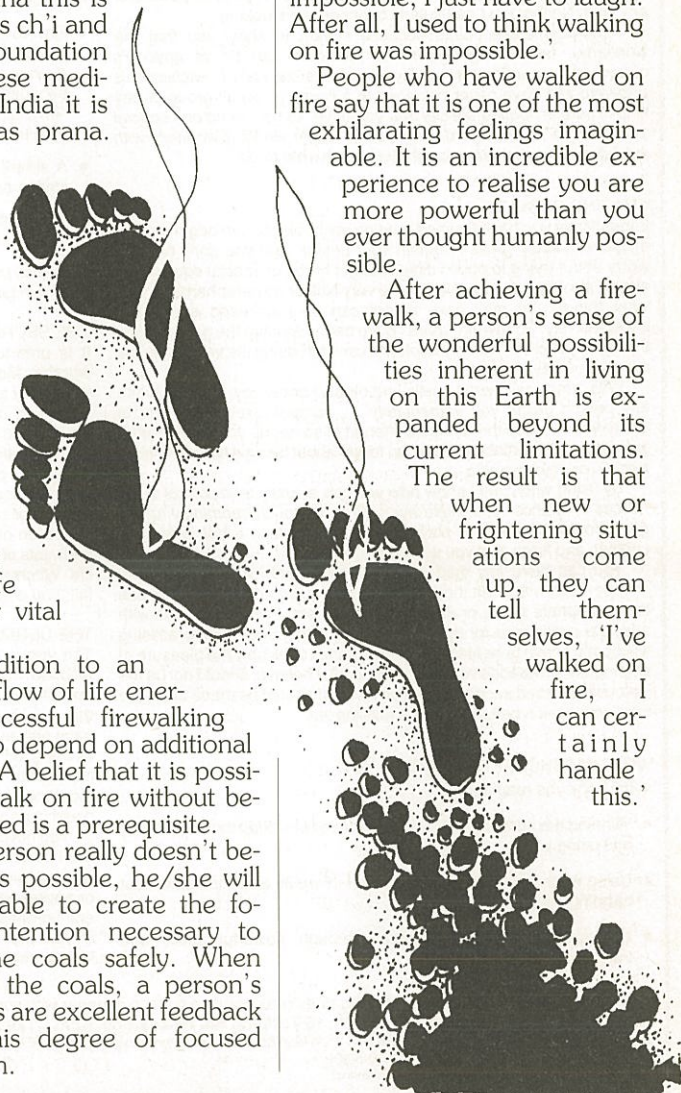 na this is
s ch'i and
oundation
ese medi-
India it is
as prana.
fe
vital
dition to an
flow of life ener-
ccessful firewalking
o depend on additional
A belief that it is possi-
alk on fire without be-
ed is a prerequisite.
erson really doesn't be-
s possible, he/she will
able to create the fo-
ntention necessary to
ne coals safely. When
the coals, a person's
s are excellent feedback
his degree of focused
n.
impossible, I just have to laugh.
After all, I used to think walking
on fire was impossible.'
People who have walked on
fire say that it is one of the most
exhilarating feelings imagin-
able. It is an incredible ex-
perience to realise you are
more powerful than you
ever thought humanly pos-
sible.
After achieving a fire-
walk, a person's sense of
the wonderful possibili-
ties inherent in living
on this Earth is ex-
panded beyond its
current limitations.
The result is that
when new or
frightening situ-
ations come
up, they can
tell them-
selves, 'I've
walked on
fire, I
can cer-
tainly
handle
this.'